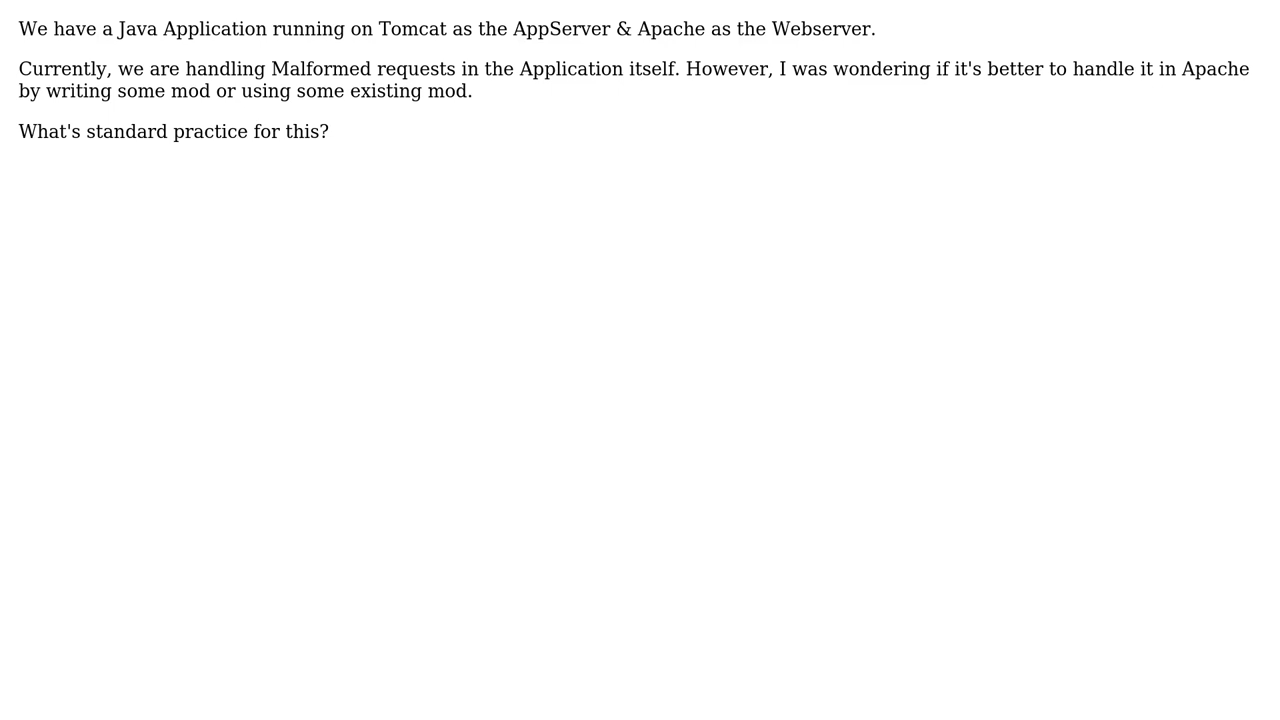 We have a Java Application running on Tomcat as the AppServer & Apache as the Webserver.
Currently, we are handling Malformed requests in the Application itself. However, I was wondering if it's better to handle it in Apache
by writing some mod or using some existing mod.
What's standard practice for this?